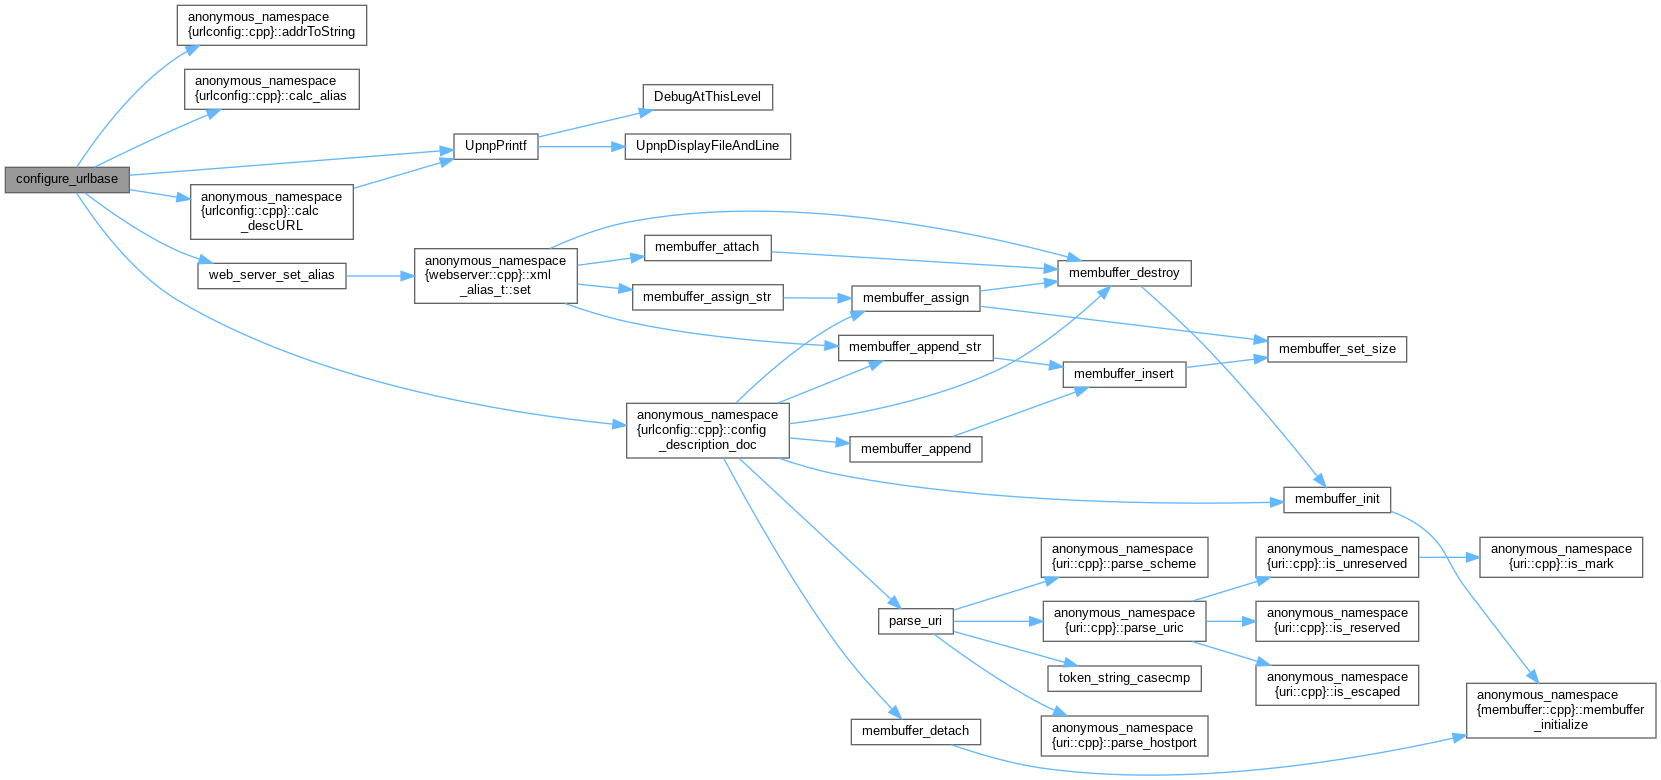 anonymous_namespace
{urlconfig::cpp}::addrToString
anonymous_namespace
{urlconfig::cpp}::calc_alias
DebugAtThisLevel
UpnpPrintf
UpnpDisplayFileAndLine
configure_urlbase
anonymous_namespace
{urlconfig::cpp}::calc
_descURL
web_server_set_alias
anonymous_namespace
{webserver::cpp}::xml
_alias_t::set
membuffer_attach
membuffer_destroy
membuffer_assign_str
membuffer_assign
membuffer_append_str
membuffer_set_size
membuffer_insert
anonymous_namespace
{urlconfig::cpp}::config
_description_doc
membuffer_append
membuffer_init
anonymous_namespace
{uri::cpp}::parse_scheme
anonymous_namespace
{uri::cpp}::is_unreserved
anonymous_namespace
{uri::cpp}::is_mark
parse_uri
anonymous_namespace
{uri::cpp}::parse_uric
anonymous_namespace
{uri::cpp}::is_reserved
token_string_casecmp
anonymous_namespace
{uri::cpp}::is_escaped
membuffer_detach
anonymous_namespace
{uri::cpp}::parse_hostport
anonymous_namespace
{membuffer::cpp}::membuffer
_initialize